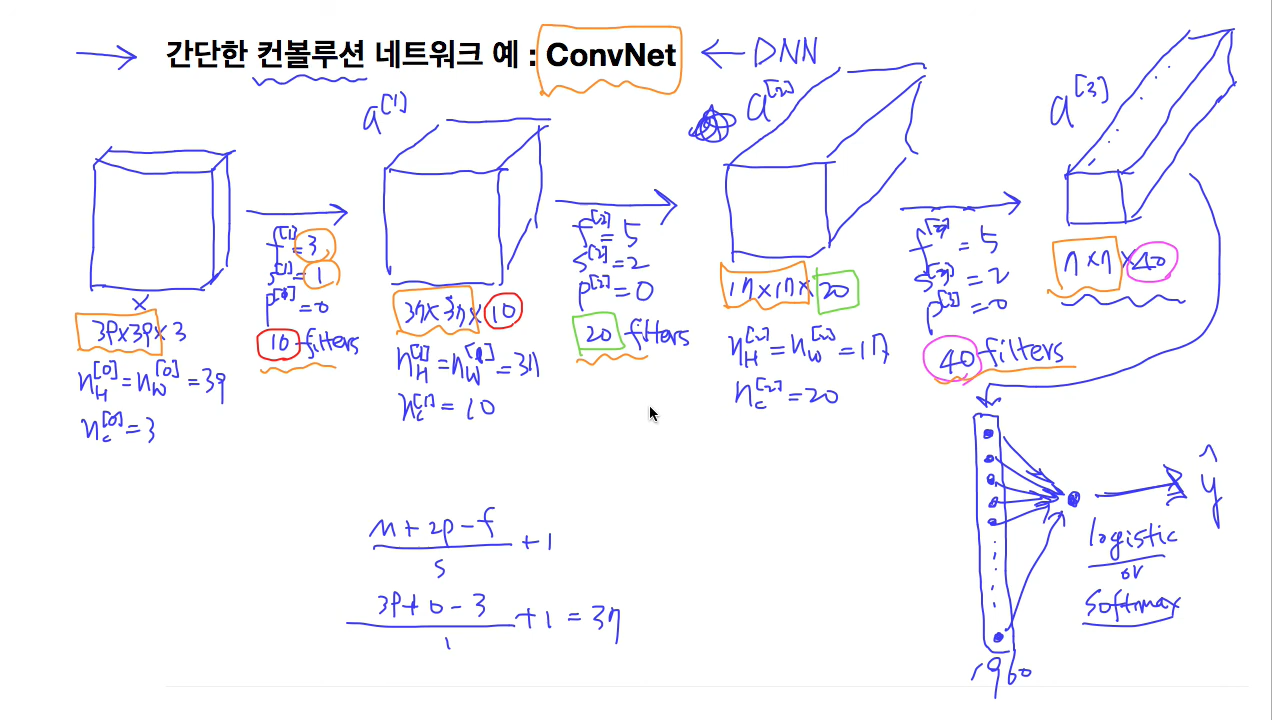 → 간단한 컨볼루션 네트워크 예 : ConvNet ← DNN
a^[1]
a^[2]
a^[3]
x
39x39x3
n_H^[0] = n_W^[0] = 39
n_c^[0] = 3
f^[1] = 3
s^[1] = 1
p^[1] = 0
10 filters
37x37x10
n_H^[1] = n_W^[1] = 37
n_c^[1] = 10
f^[2] = 5
s^[2] = 2
p^[2] = 0
20 filters
17x17x20
n_H^[2] = n_W^[2] = 17
n_c^[2] = 20
f^[3] = 5
s^[3] = 2
p^[3] = 0
40 filters
7x7x40
n+2p-f / s + 1
39+0-3 / 1 + 1 = 37
ŷ
logistic
or
softmax
1960